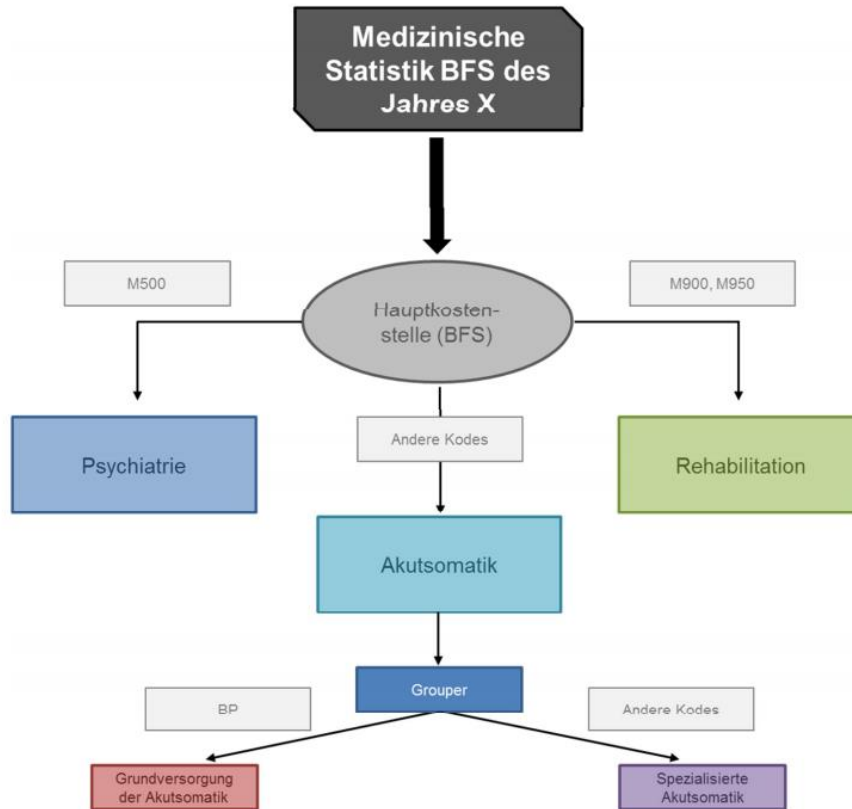 Medizinische
Statistik BFS des
Jahres X
M500
M900, M950
Hauptkosten-
stelle (BFS)
Psychiatrie
Andere Kodes
Rehabilitation
Akutsomatik
Grouper
BP
Andere Kodes
Grundversorgung
der Akutsomatik
Spezialisierte
Akutsomatik